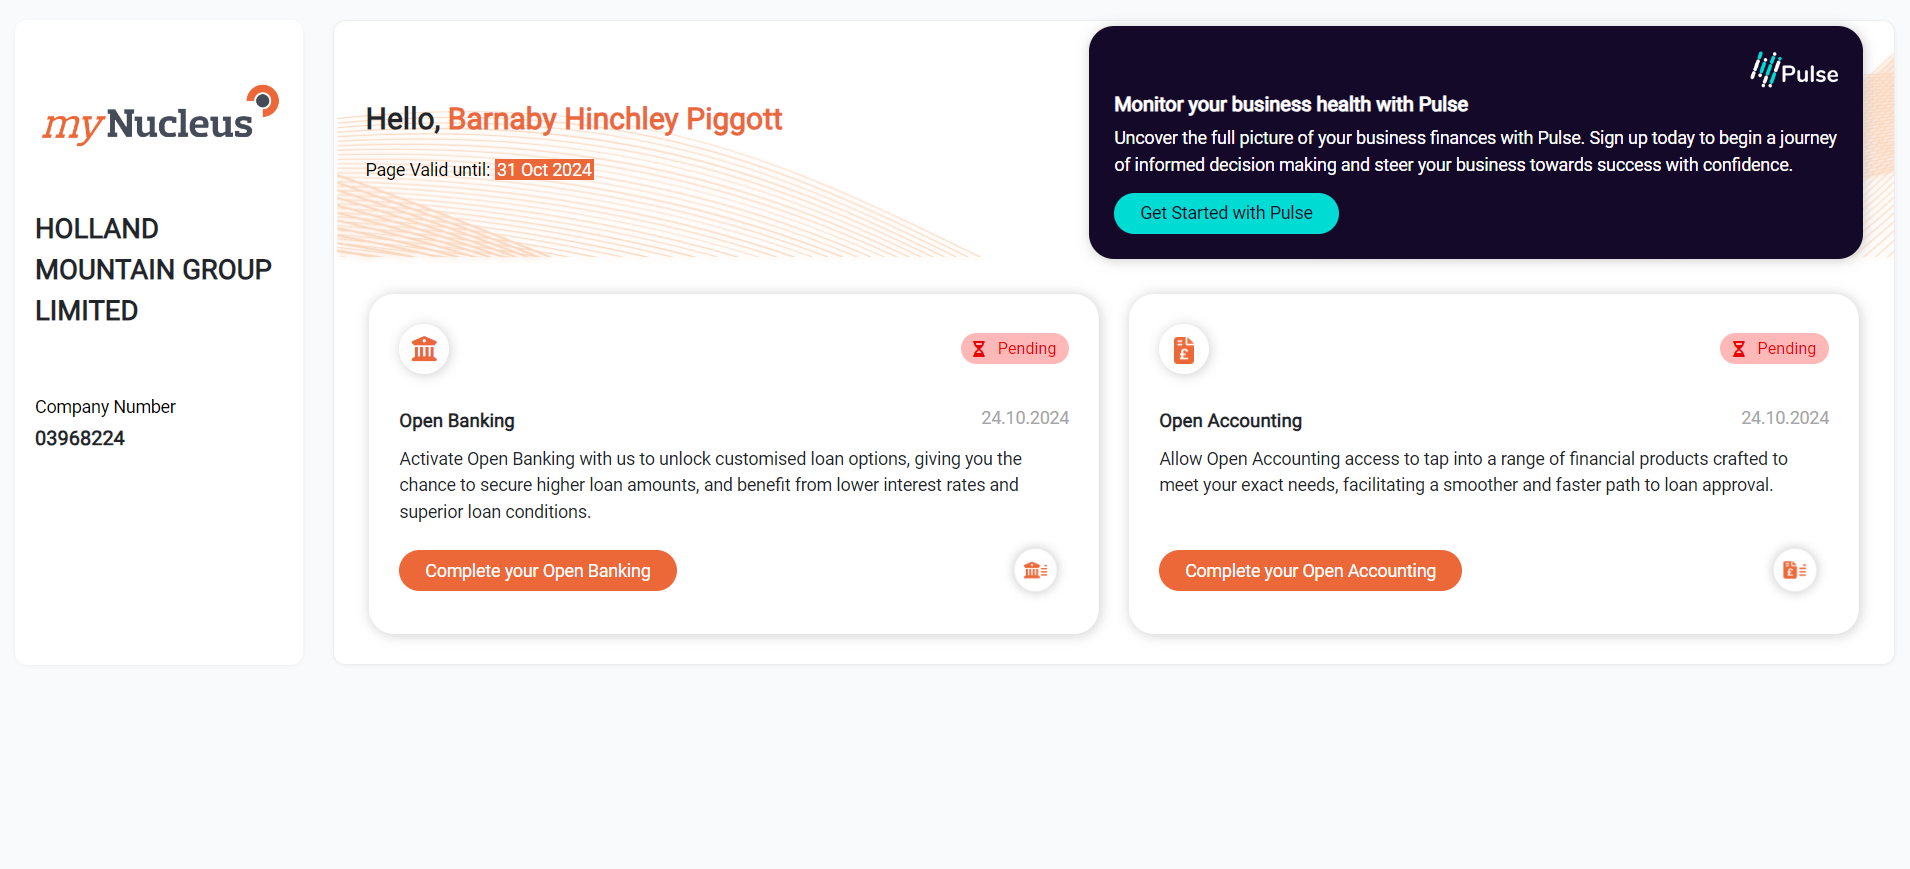 myNucleus
HOLLAND
MOUNTAIN GROUP
LIMITED
Company Number
03968224
Hello, Barnaby Hinchley Piggott
Page Valid until: 31 Oct 2024
Pulse
Monitor your business health with Pulse
Uncover the full picture of your business finances with Pulse. Sign up today to begin a journey
of informed decision making and steer your business towards success with confidence.
Get Started with Pulse
Pending
Open Banking
24.10.2024
Activate Open Banking with us to unlock customised loan options, giving you the
chance to secure higher loan amounts, and benefit from lower interest rates and
superior loan conditions.
Complete your Open Banking
£
Pending
Open Accounting
24.10.2024
Allow Open Accounting access to tap into a range of financial products crafted to
meet your exact needs, facilitating a smoother and faster path to loan approval.
Complete your Open Accounting
£